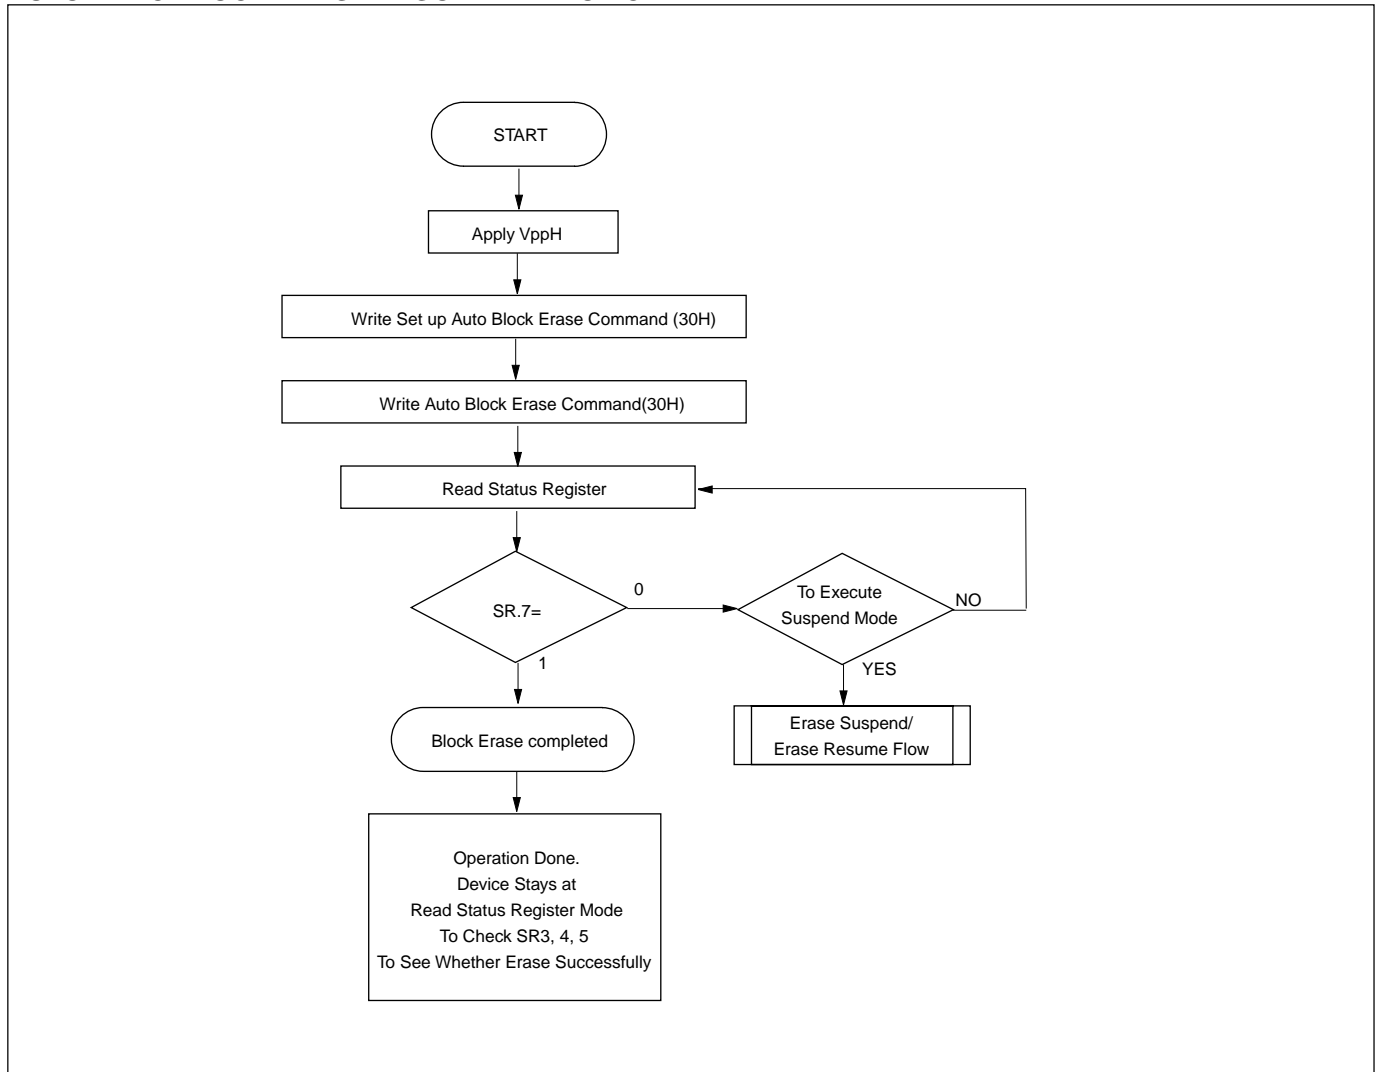 START
Apply VppH
Write Set up Auto Block Erase Command (30H)
Write Auto Block Erase Command(30H)
Read Status Register
SR.7=
0
To Execute
Suspend Mode
NO
1
YES
Block Erase completed
Erase Suspend/
Erase Resume Flow
Operation Done.
Device Stays at
Read Status Register Mode
To Check SR3, 4, 5
To See Whether Erase Successfully